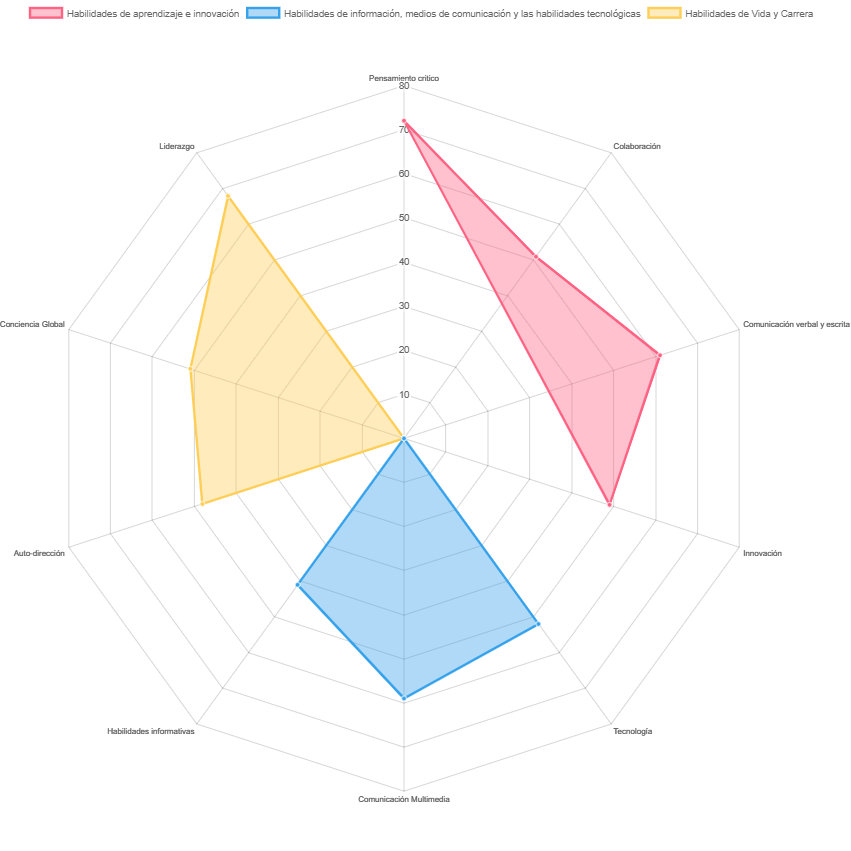 Habilidades de aprendizaje e innovación
Habilidades de información, medios de comunicación y las habilidades tecnológicas
Habilidades de Vida y Carrera
Pensamiento critico
80
70
60
50
40
30
20
10
Liderazgo
Colaboración
Conciencia Global
Comunicación verbal y escrita
Auto-dirección
Innovación
Habilidades informativas
Tecnología
Comunicación Multimedia